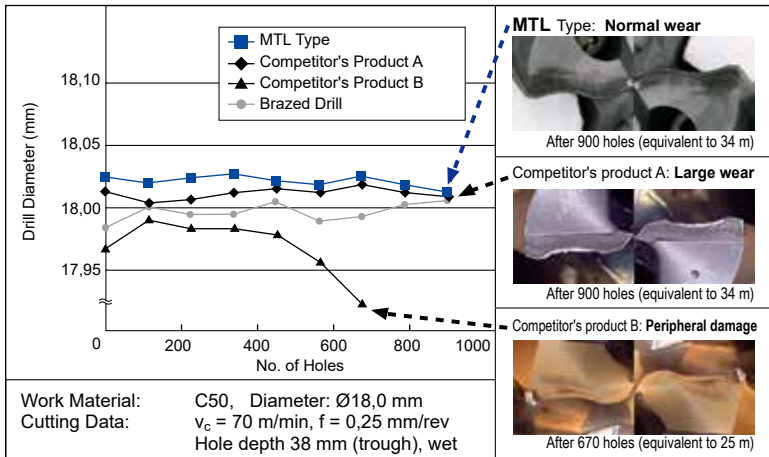 MTL Type
Competitor's Product A
Competitor's Product B
Brazed Drill
Drill Diameter (mm)
18,10
18,05
18,00
17,95
0 200 400 600 800 1000
No. of Holes
MTL Type: Normal wear
After 900 holes (equivalent to 34 m)
Competitor's product A: Large wear
After 900 holes (equivalent to 34 m)
Competitor's product B: Peripheral damage
After 670 holes (equivalent to 25 m)
Work Material: C50, Diameter: Ø18,0 mm
Cutting Data: vc = 70 m/min, f = 0,25 mm/rev
Hole depth 38 mm (trough), wet